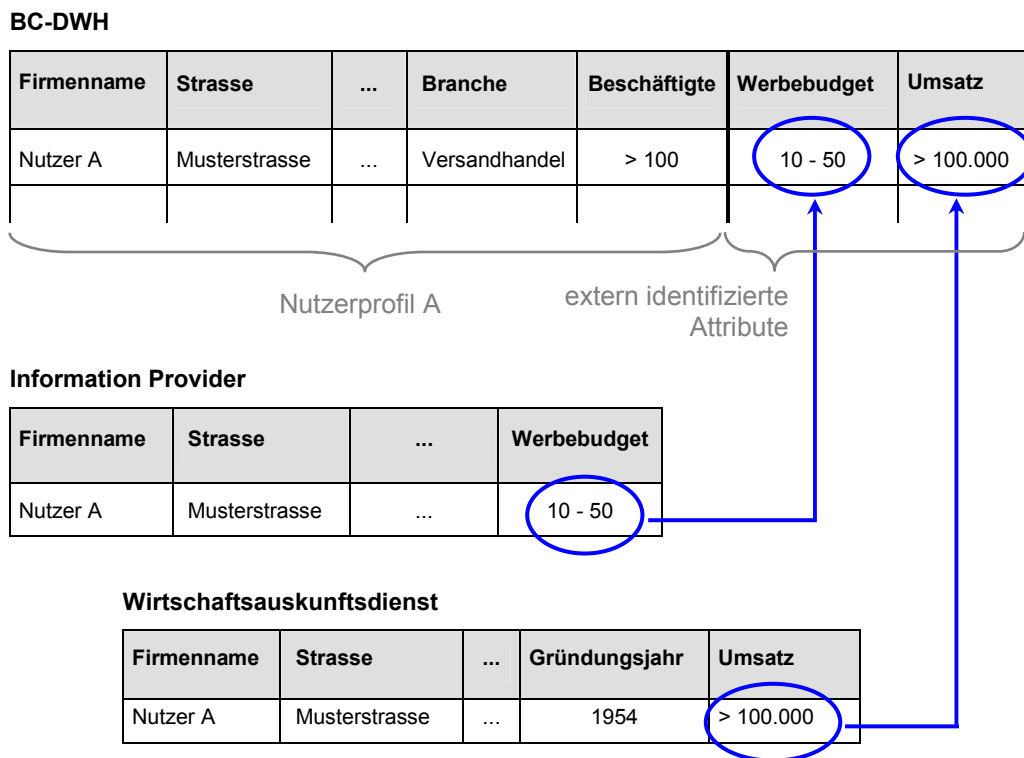 BC-DWH
Firmenname Strasse ... Branche Beschäftigte Werbebudget Umsatz
Nutzer A Musterstrasse ... Versandhandel > 100 10 - 50 > 100.000
Nutzerprofil A
extern identifizierte
Attribute
Information Provider
Firmenname Strasse ... Werbebudget
Nutzer A Musterstrasse ... 10 - 50
Wirtschaftsauskunftsdienst
Firmenname Strasse ... Gründungsjahr Umsatz
Nutzer A Musterstrasse ... 1954 > 100.000